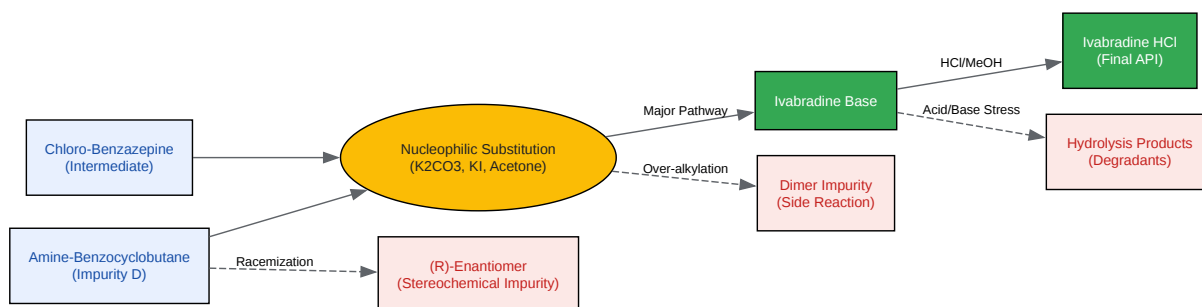 Ivabradine HCl
(Final API)
HCl/MeOH
Ivabradine Base
Major Pathway
Acid/Base Stress
Chloro-Benzazepine
(Intermediate)
Nucleophilic Substitution
(K2CO3, KI, Acetone)
Hydrolysis Products
(Degradants)
Over-alkylation
Dimer Impurity
(Side Reaction)
Amine-Benzocyclobutane
(Impurity D)
Racemization
(R)-Enantiomer
(Stereochemical Impurity)